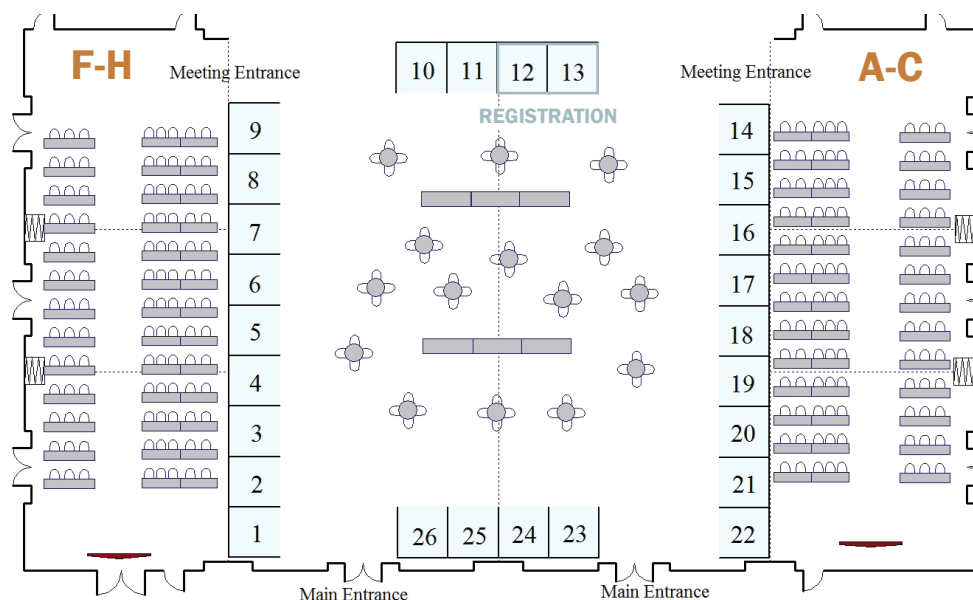 F-H
Meeting Entrance
10 11 12 13
Meeting Entrance
A-C
REGISTRATION
9
8
7
6
5
4
3
2
1
14
15
16
17
18
19
20
21
22
26 25 24 23
Main Entrance
Main Entrance